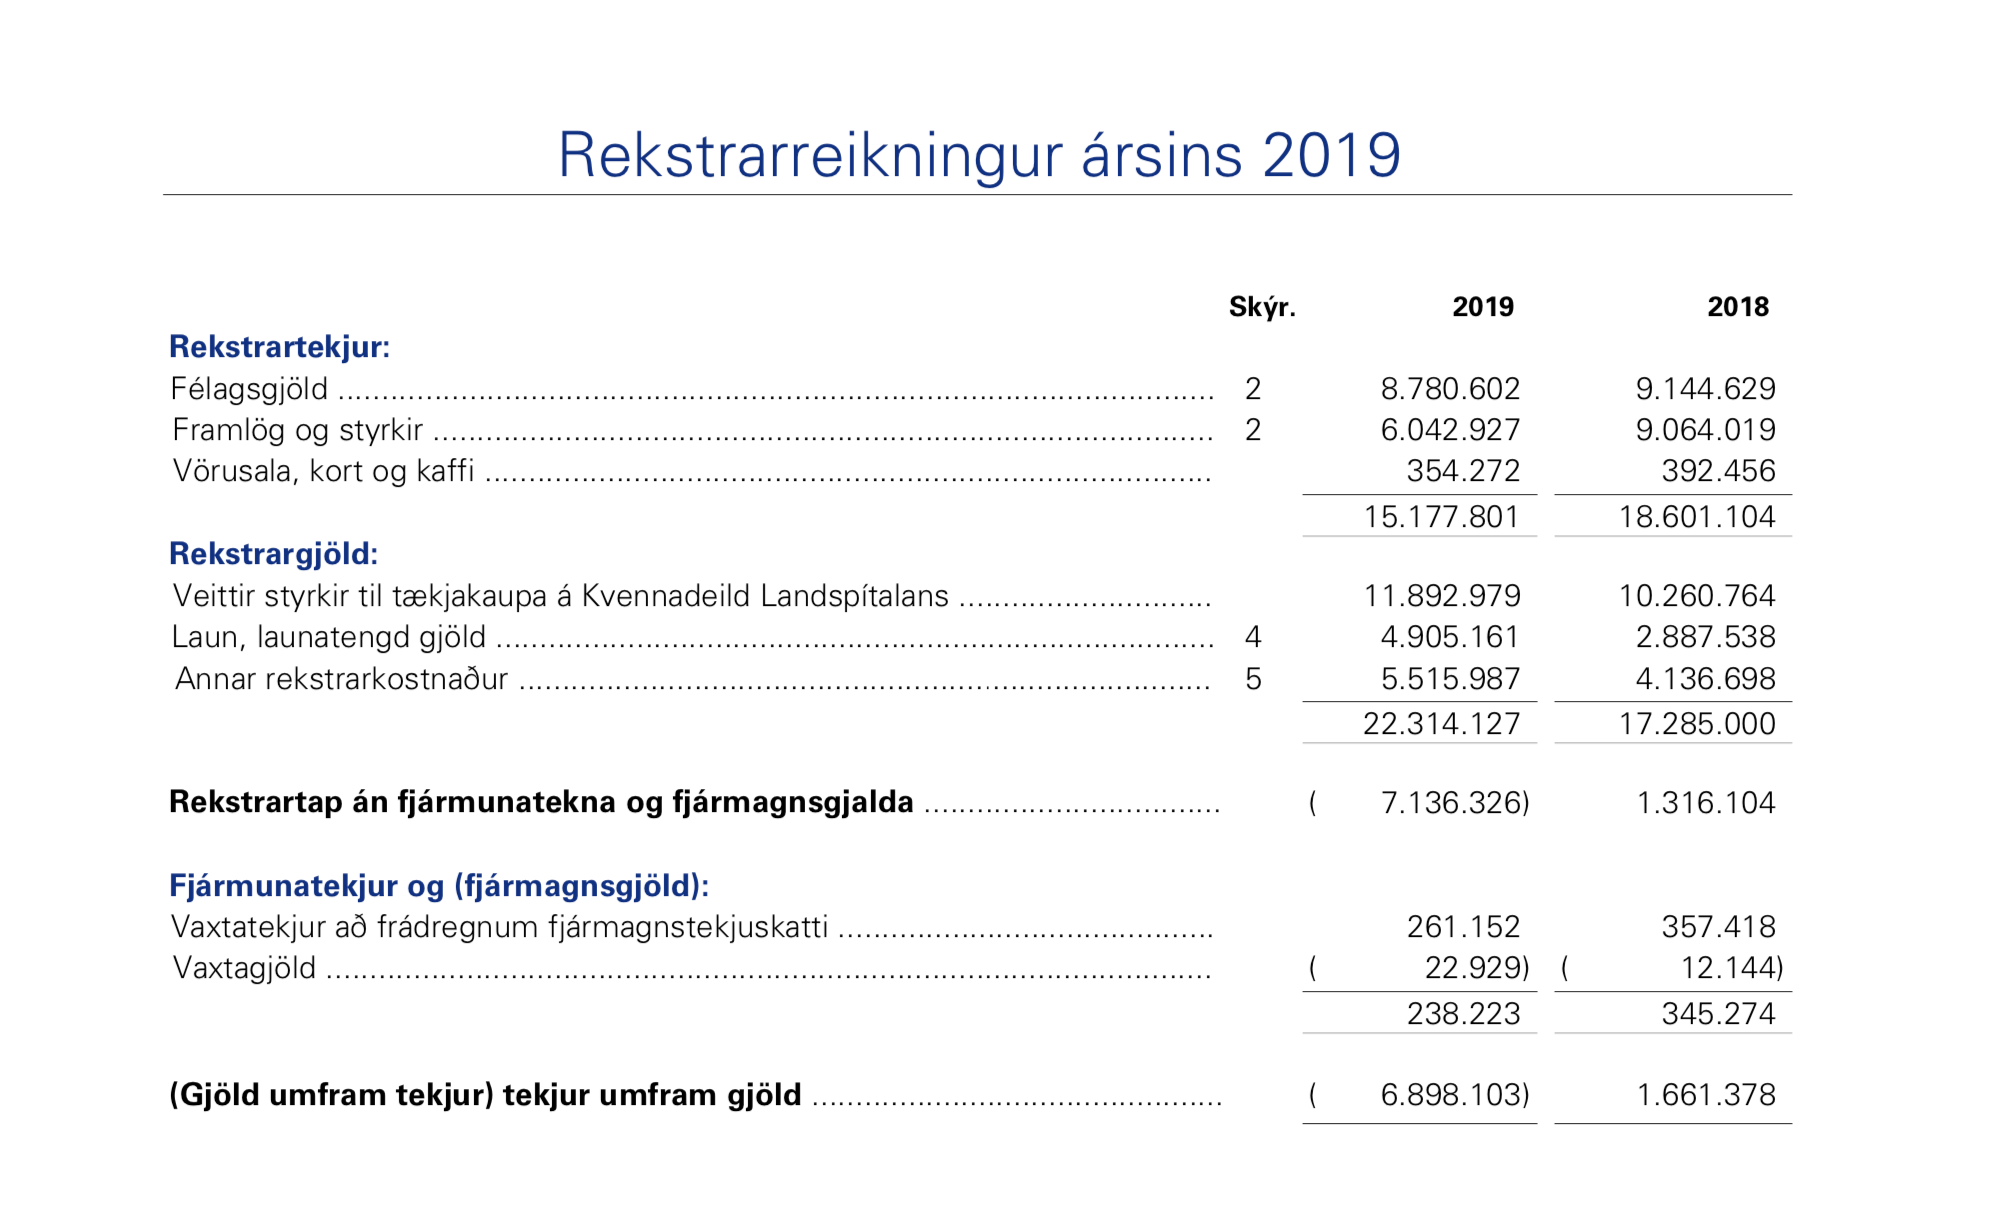 Rekstrarreikningur ársins 2019
Skýr. 2019 2018
Rekstrartekjur:
Félagsgjöld ........................................................................................................ 2 8.780.602 9.144.629
Framlög og styrkir ............................................................................................ 2 6.042.927 9.064.019
Vörusala, kort og kaffi ...................................................................................... 354.272 392.456
15.177.801 18.601.104
Rekstrargjöld:
Veittir styrkir til tækjakaupa á Kvennadeild Landspítalans ............................. 11.892.979 10.260.764
Laun, launatengd gjöld ..................................................................................... 4 4.905.161 2.887.538
Annar rekstrarkostnaður .................................................................................. 5 5.515.987 4.136.698
22.314.127 17.285.000
Rekstrartap án fjármunatekna og fjármagnsgjalda .................................. ( 7.136.326) 1.316.104
Fjármunatekjur og (fjármagnsgjöld):
Vaxtatekjur að frádregnum fjármagnstekjuskatti ........................................... 261.152 357.418
Vaxtagjöld ......................................................................................................... ( 22.929) ( 12.144)
238.223 345.274
(Gjöld umfram tekjur) tekjur umfram gjöld ............................................... ( 6.898.103) 1.661.378